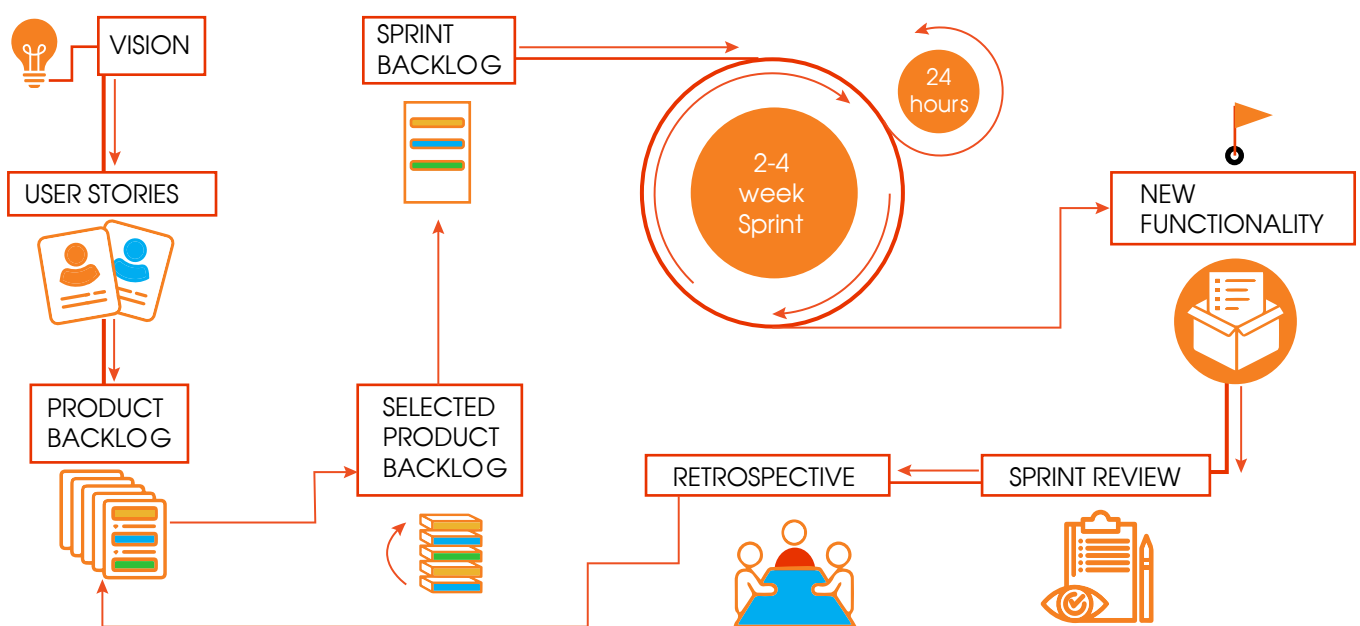 VISION
USER STORIES
PRODUCT
BACKLOG
SELECTED
PRODUCT
BACKLOG
SPRINT
BACKLOG
2-4
week
Sprint
24
hours
NEW
FUNCTIONALITY
SPRINT REVIEW
RETROSPECTIVE